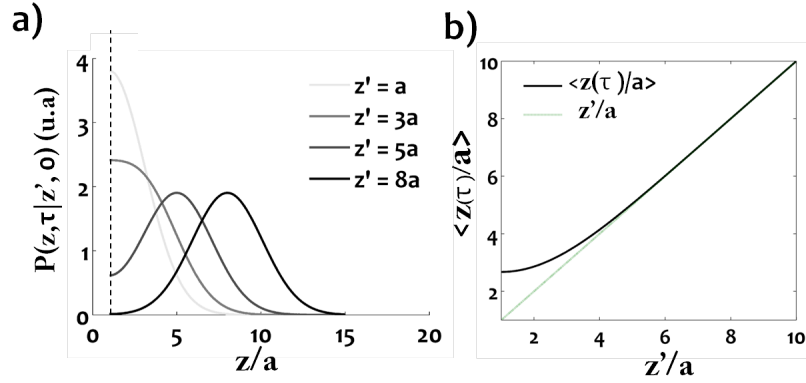 a)
P(z,τ|z', 0) (u.a)
4
3
2
1
0
z' = a
z' = 3a
z' = 5a
z' = 8a
0 5 10 15 20
z/a
b)
<z(τ)/a>
10
8
6
4
2
<z(τ)/a>
z'/a
2 4 6 8 10
z'/a